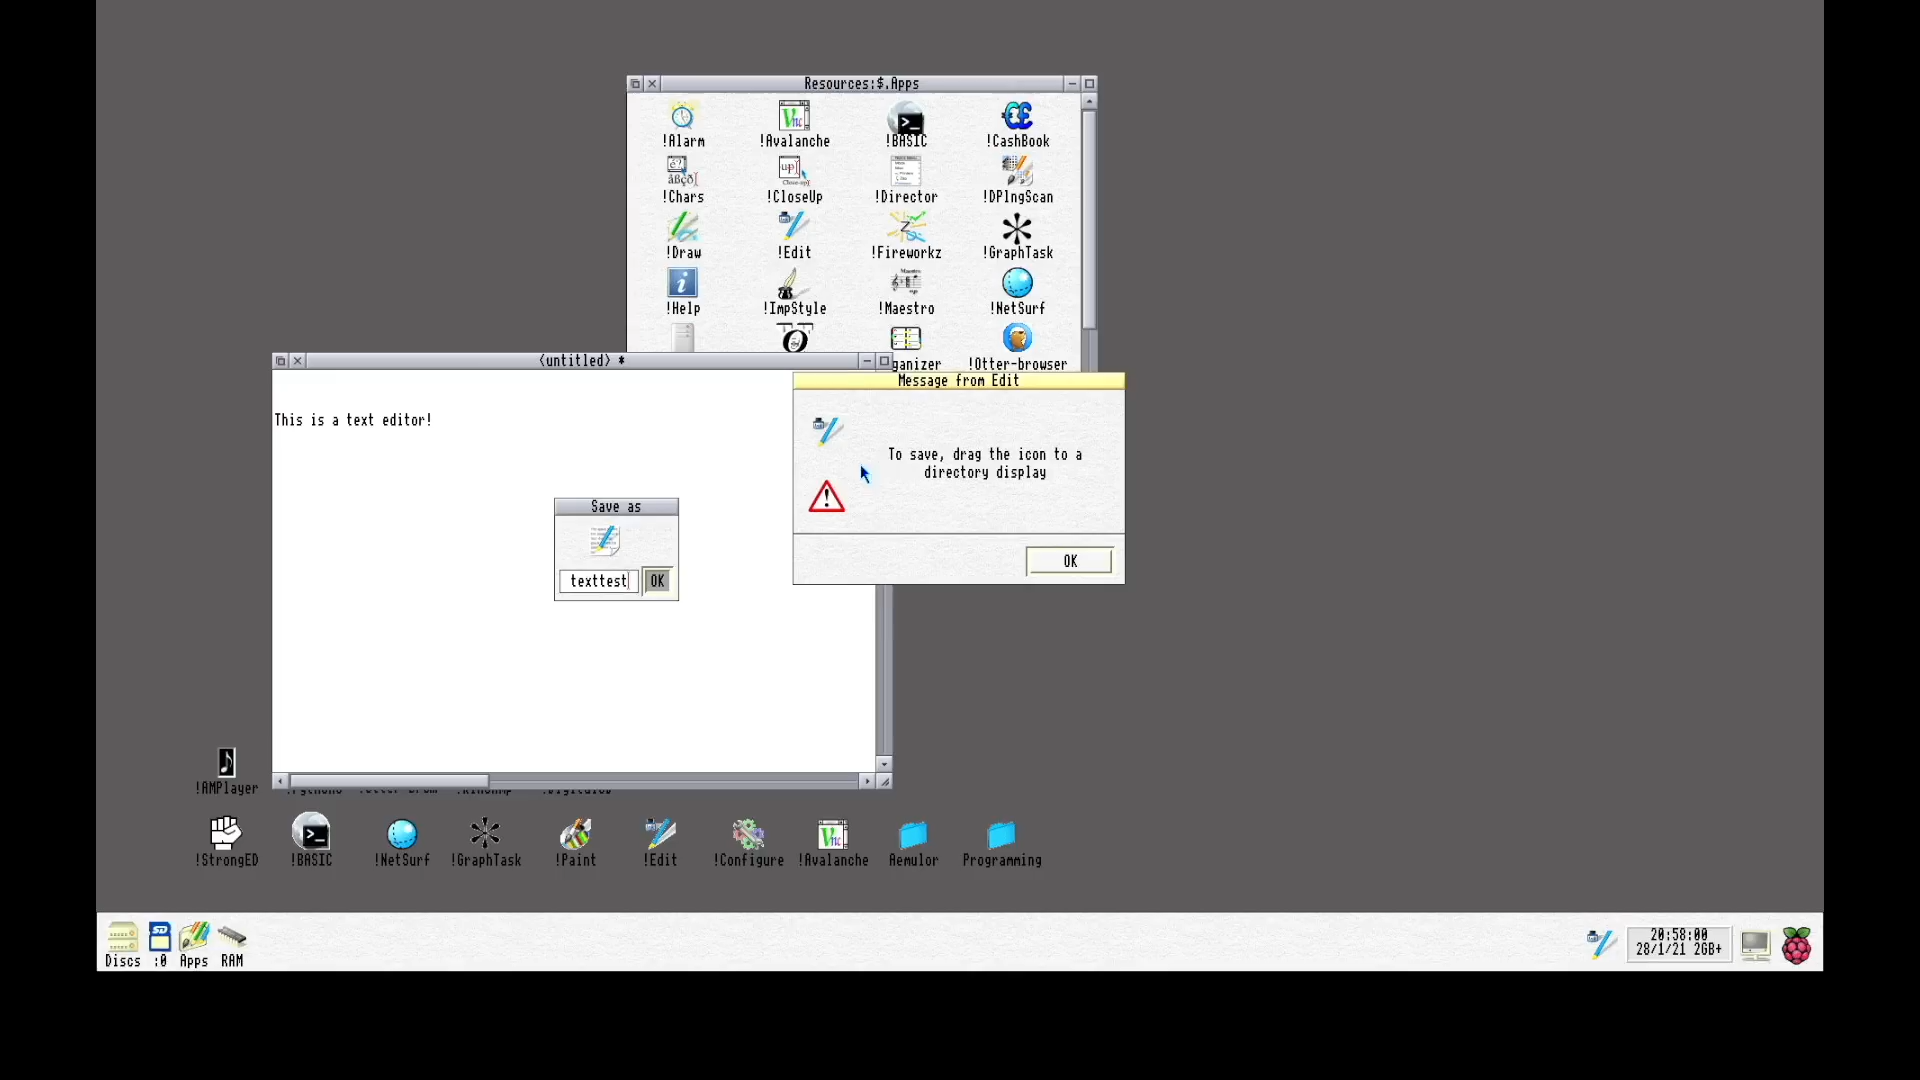 Resources:$.Apps
!Alarm !Avalanche !BASIC !CashBook
!Chars !CloseUp !Director !DPlngScan
!Draw !Edit !Fireworkz !GraphTask
!Help !ImpStyle !Maestro !NetSurf
ganizer !Otter-browser
<untitled> *
This is a text editor!
Message from Edit
To save, drag the icon to a
directory display
OK
Save as
texttest OK
!AMPlayer
!StrongED !BASIC !NetSurf !GraphTask !Paint !Edit !Configure !Avalanche Aemulor Programming
Discs :0 Apps RAM
20:58:00
28/1/21 2GB+